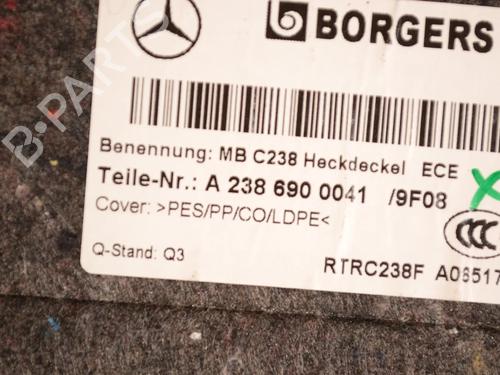 BORGERS
Benennung: MB C238 Heckdeckel ECE
Teile-Nr.: A 238 690 0041 /9F08
Cover: >PES/PP/CO/LDPE<
CCC
Q-Stand: Q3
RTRC238F A06517
B-PARTS